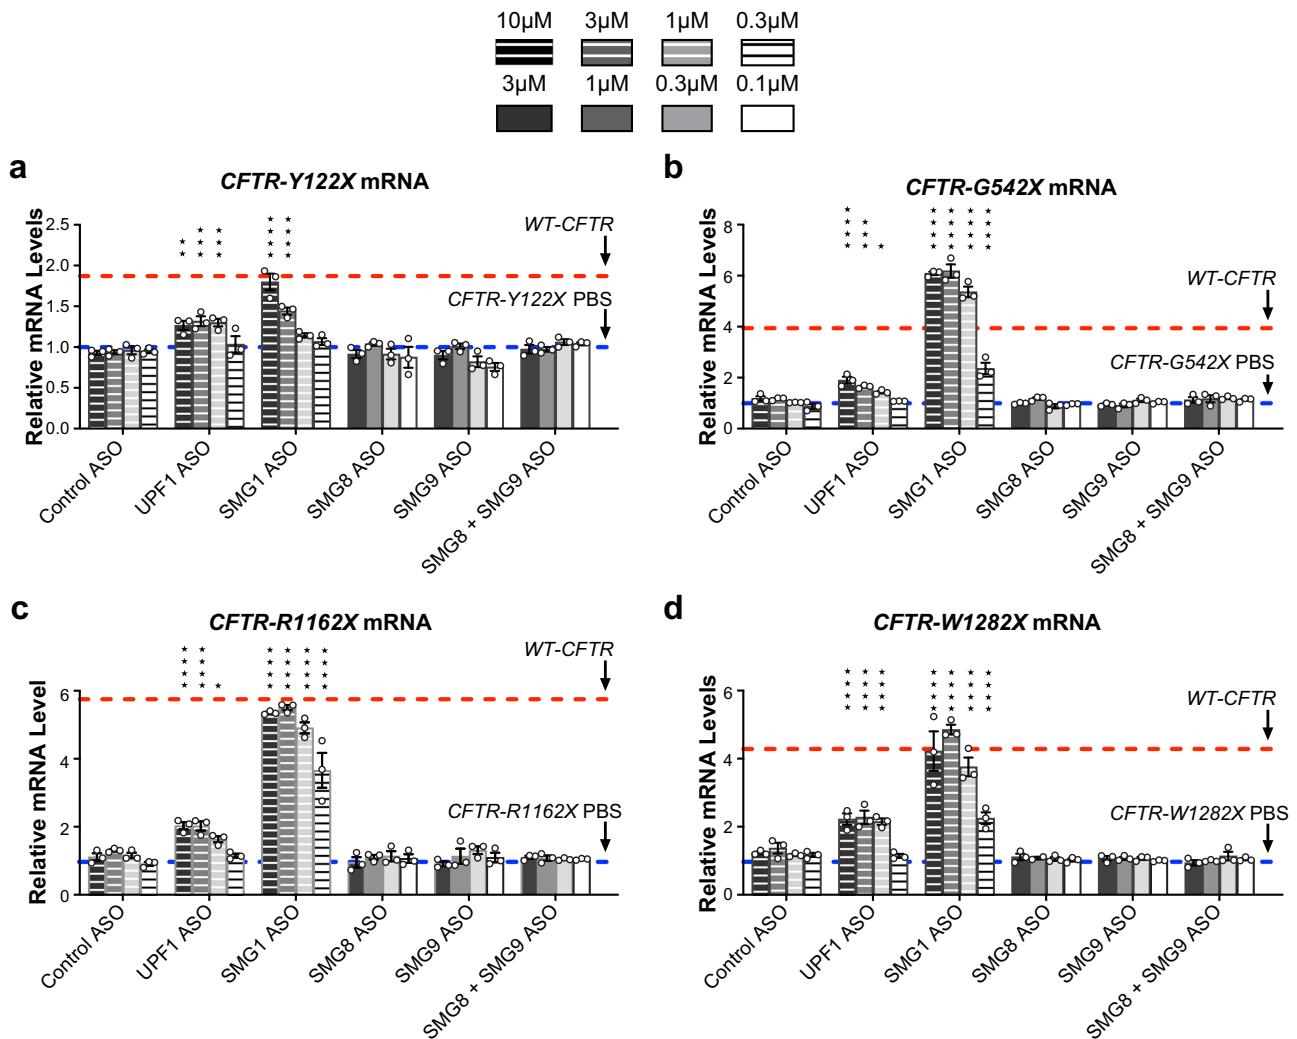 10μM 3μM 1μM 0.3μM
3μM 1μM 0.3μM 0.1μM
a
CFTR-Y122X mRNA
Relative mRNA Levels
2.5
2.0
1.5
1.0
0.5
0.0
WT-CFTR
CFTR-Y122X PBS
Control ASO
UPF1 ASO
SMG1 ASO
SMG8 ASO
SMG9 ASO
SMG8 + SMG9 ASO
b
CFTR-G542X mRNA
Relative mRNA Levels
8
6
4
2
0
WT-CFTR
CFTR-G542X PBS
Control ASO
UPF1 ASO
SMG1 ASO
SMG8 ASO
SMG9 ASO
SMG8 + SMG9 ASO
c
CFTR-R1162X mRNA
Relative mRNA Level
6
4
2
0
WT-CFTR
CFTR-R1162X PBS
Control ASO
UPF1 ASO
SMG1 ASO
SMG8 ASO
SMG9 ASO
SMG8 + SMG9 ASO
d
CFTR-W1282X mRNA
Relative mRNA Levels
6
4
2
0
WT-CFTR
CFTR-W1282X PBS
Control ASO
UPF1 ASO
SMG1 ASO
SMG8 ASO
SMG9 ASO
SMG8 + SMG9 ASO